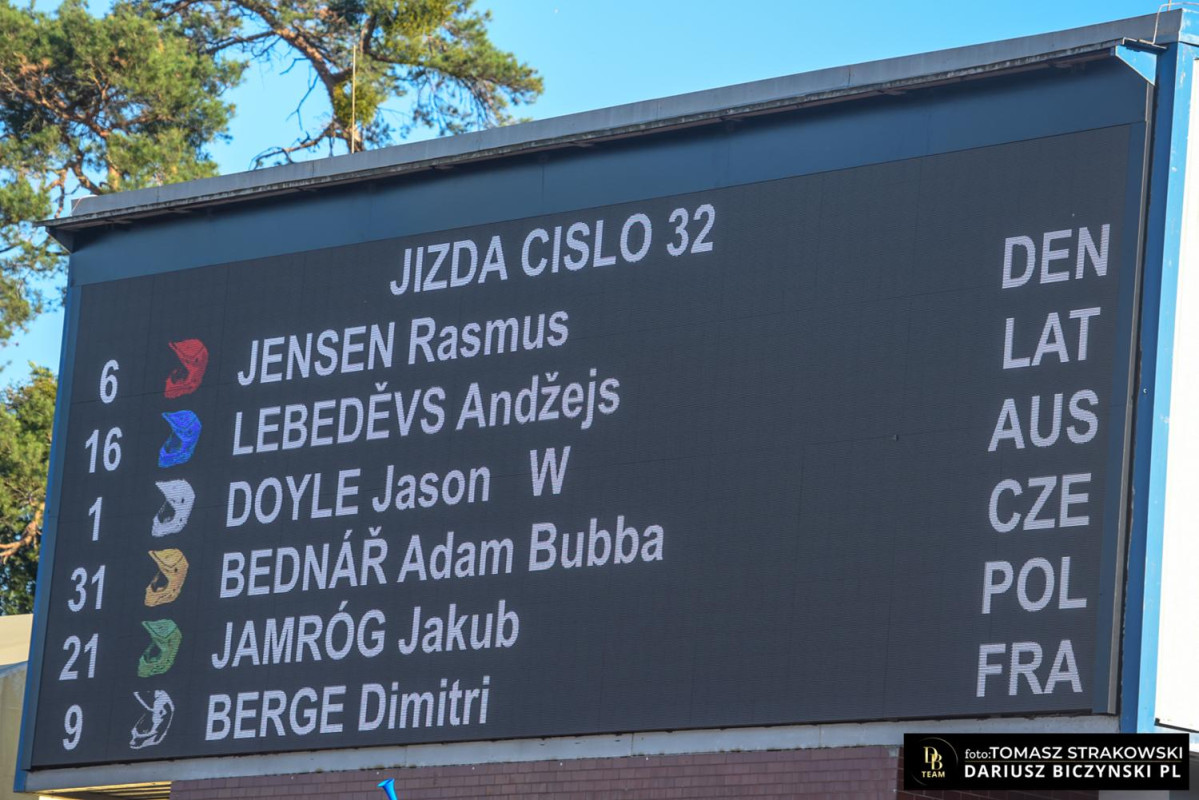 JIZDA CISLO 32
6 JENSEN Rasmus DEN
16 LEBEDĚVS Andžejs LAT
1 DOYLE Jason W AUS
31 BEDNÁŘ Adam Bubba CZE
21 JAMRÓG Jakub POL
9 BERGE Dimitri FRA
DB TEAM
foto:TOMASZ STRAKOWSKI
DARIUSZ BICZYNSKI PL